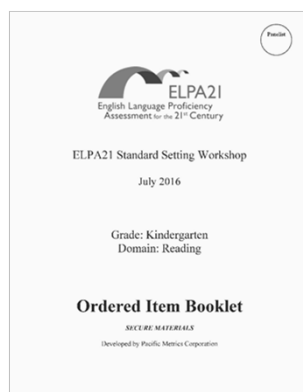 Panelist
ELPA21
English Language Proficiency
Assessment for the 21st Century
ELPA21 Standard Setting Workshop
July 2016
Grade: Kindergarten
Domain: Reading
Ordered Item Booklet
SECURE MATERIALS
Developed by Pacific Metrics Corporation